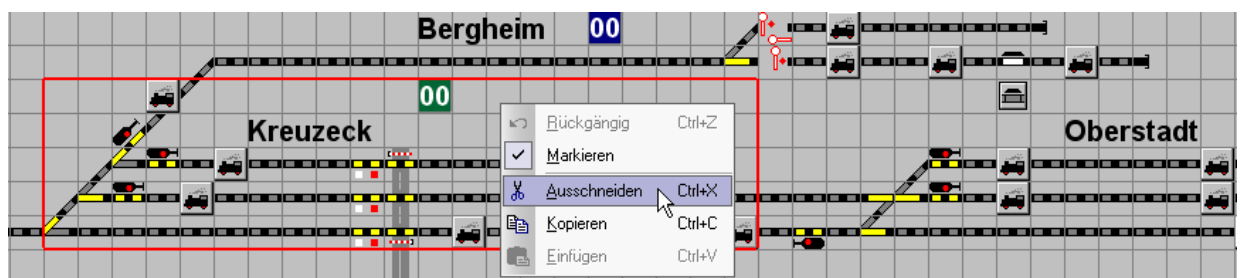 Bergheim 00
00
Kreuzeck
Oberstadt
Rückgängig Ctrl+Z
Markieren
Ausschneiden Ctrl+X
Kopieren Ctrl+C
Einfügen Ctrl+V